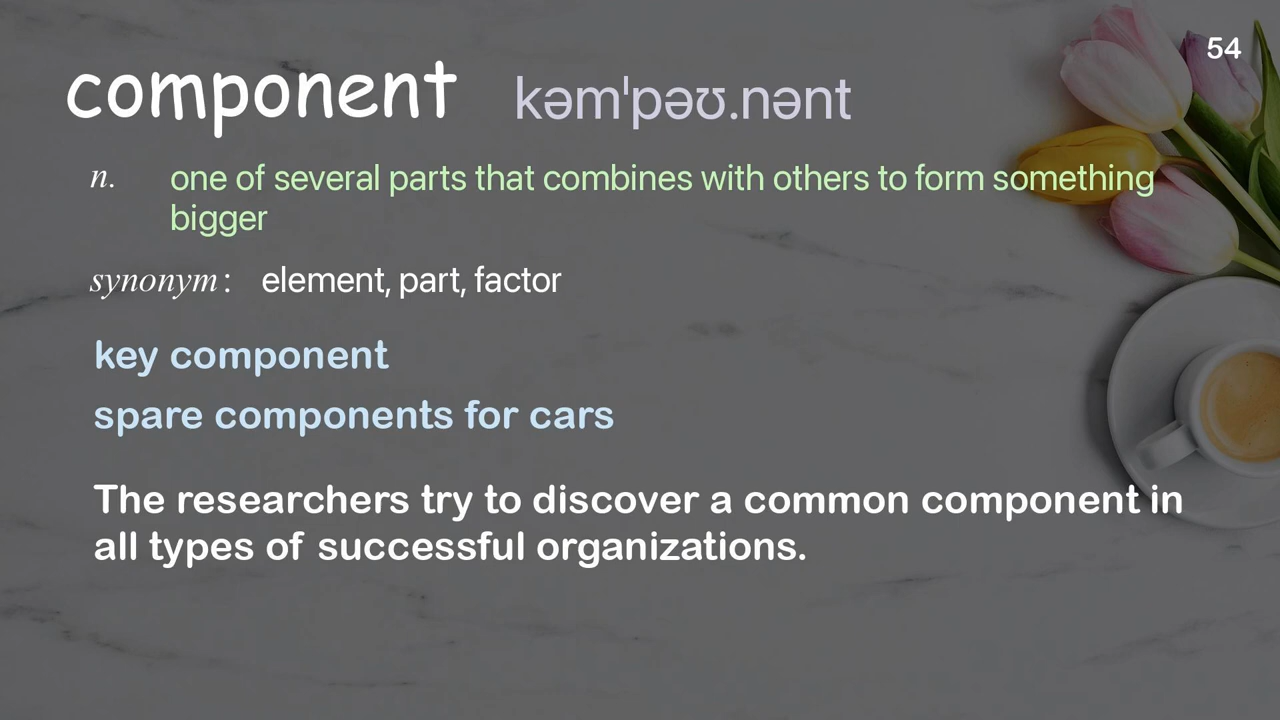 54
component kəmˈpəʊ.nənt
n. one of several parts that combines with others to form something
bigger
synonym: element, part, factor
key component
spare components for cars
The researchers try to discover a common component in
all types of successful organizations.